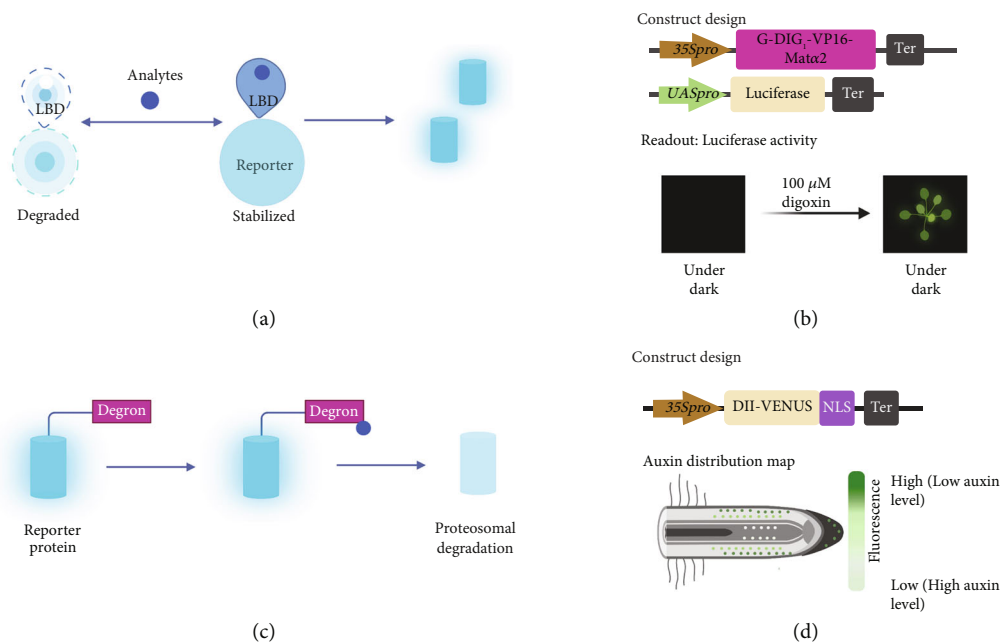 LBD
Degraded
Analytes
LBD
Reporter
Stabilized
(a)
Construct design
35Spro
G-DIG₁-VP16-
Matα2
Ter
UASpro
Luciferase
Ter
Readout: Luciferase activity
100 μM
digoxin
Under
dark
Under
dark
(b)
Degron
Reporter
protein
Degron
Proteosomal
degradation
(c)
Construct design
35Spro
DII-VENUS
NLS
Ter
Auxin distribution map
Fluorescence
High (Low auxin
level)
Low (High auxin
level)
(d)